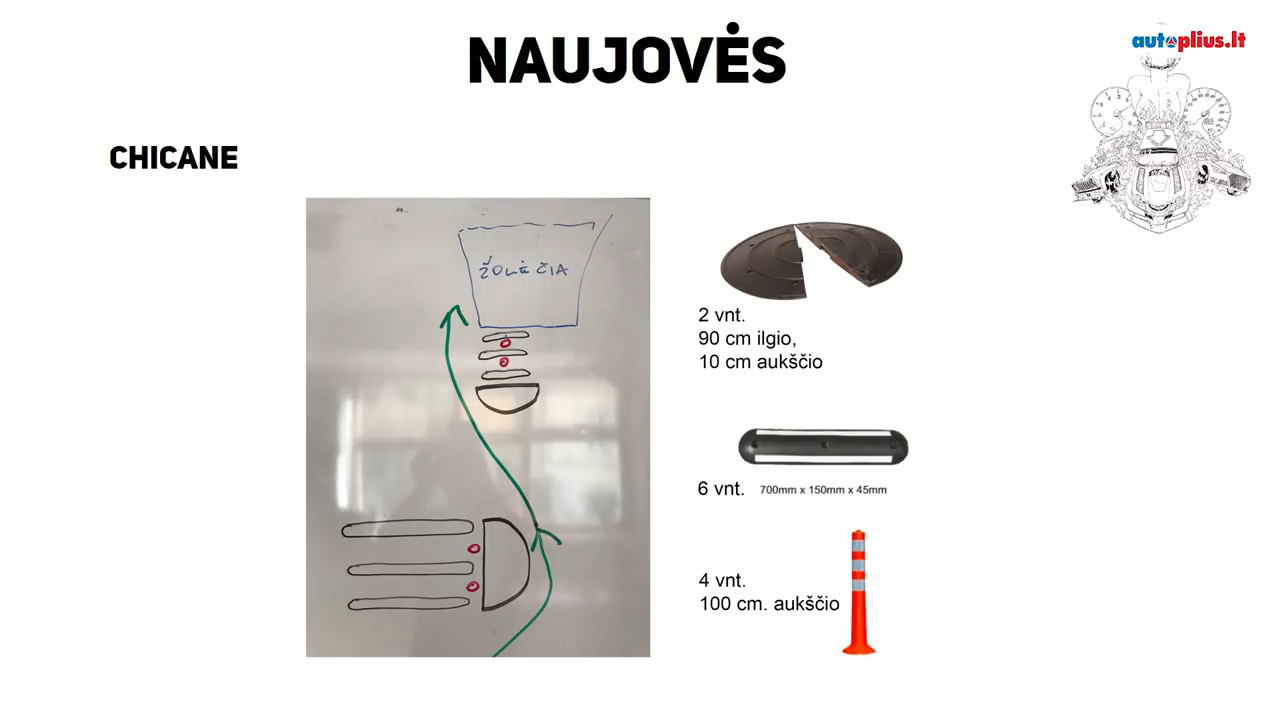 NAUJOVĖS
autoplius.lt
CHICANE
ŽOLĖ ČIA
2 vnt.
90 cm ilgio,
10 cm aukščio
6 vnt. 700mm x 150mm x 45mm
4 vnt.
100 cm. aukščio